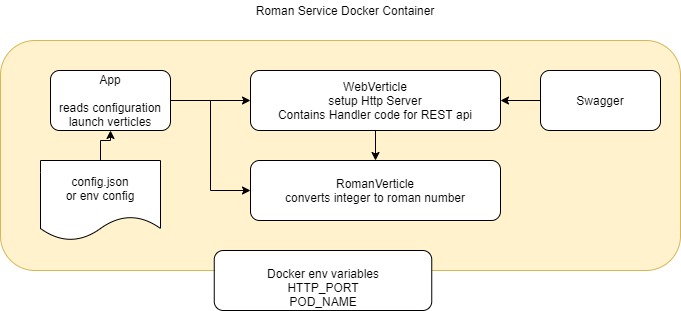 Roman Service Docker Container
App
reads configuration
launch verticles
WebVerticle
setup Http Server
Contains Handler code for REST api
Swagger
config.json
or env config
RomanVerticle
converts integer to roman number
Docker env variables
HTTP_PORT
POD_NAME